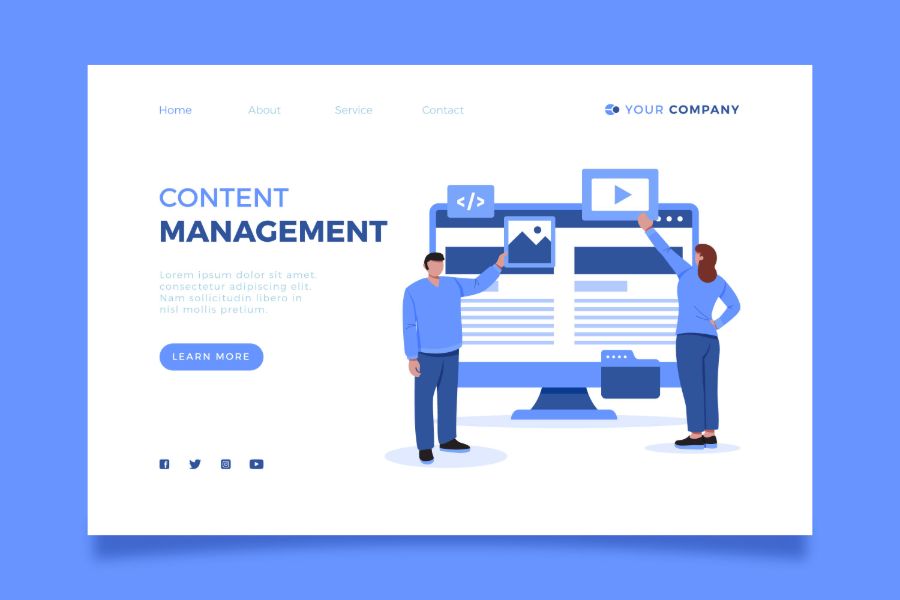 Home About Service Contact YOUR COMPANY
</>
CONTENT
MANAGEMENT
Lorem ipsum dolor sit amet,
consectetur adipiscing elit.
Nam sollicitudin libero in
nisl mollis pretium.
LEARN MORE